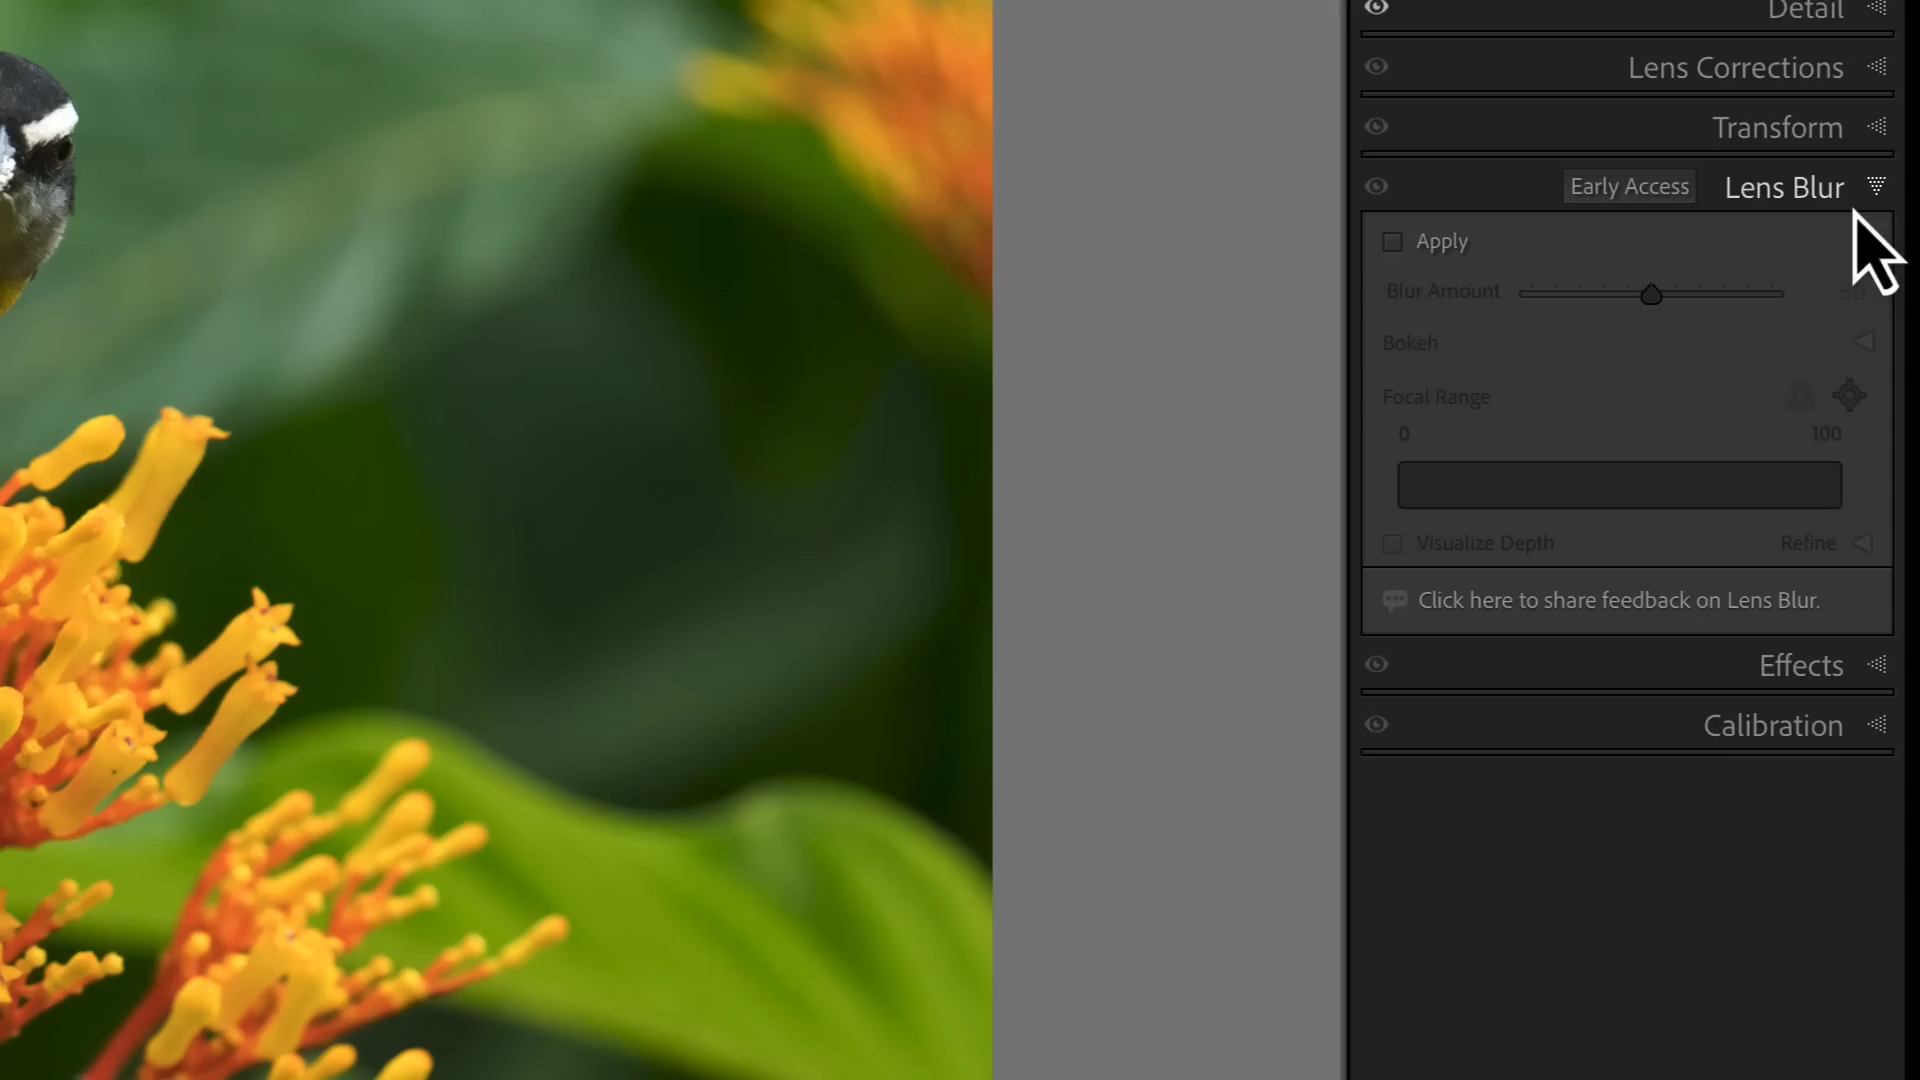 Detail
Lens Corrections
Transform
Early Access Lens Blur
Apply
Blur Amount 50
Bokeh
Focal Range
0 100
Visualize Depth Refine
Click here to share feedback on Lens Blur.
Effects
Calibration